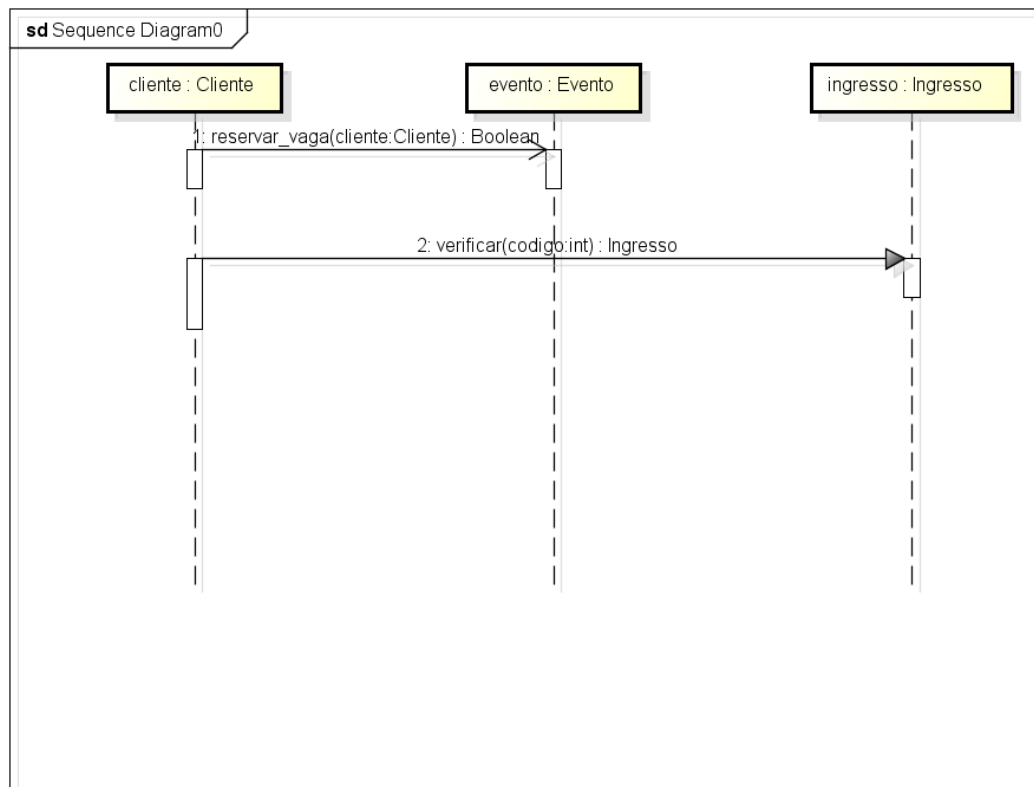 sd Sequence Diagram0
cliente : Cliente
evento : Evento
ingresso : Ingresso
1: reservar_vaga(cliente:Cliente) : Boolean
2: verificar(codigo:int) : Ingresso